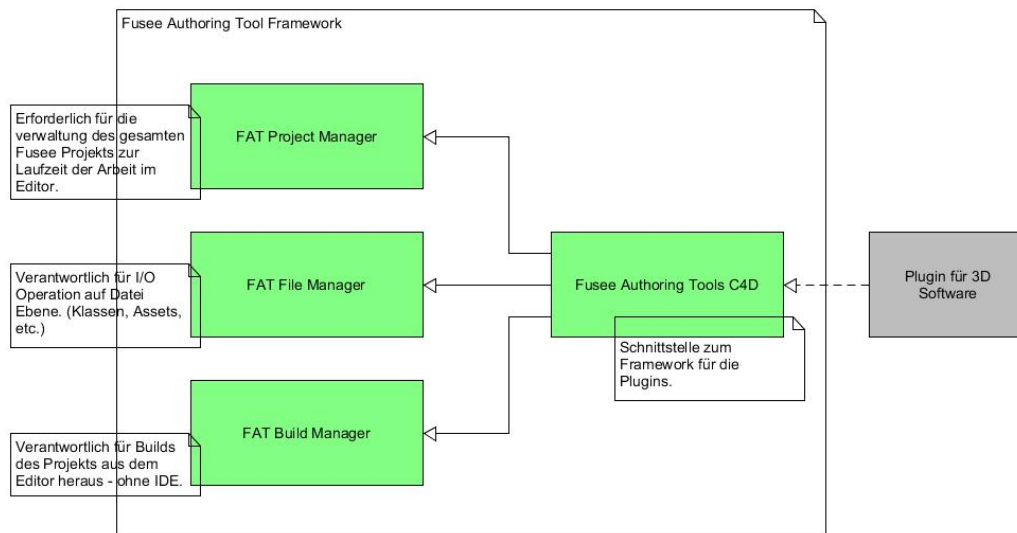 Fusee Authoring Tool Framework
Erforderlich für die
verwaltung des gesamten
Fusee Projekts zur
Laufzeit der Arbeit im
Editor.
FAT Project Manager
Verantwortlich für I/O
Operation auf Datei
Ebene. (Klassen, Assets,
etc.)
FAT File Manager
Fusee Authoring Tools C4D
Plugin für 3D
Software
Schnittstelle zum
Framework für die
Plugins.
Verantwortlich für Builds
des Projekts aus dem
Editor heraus - ohne IDE.
FAT Build Manager